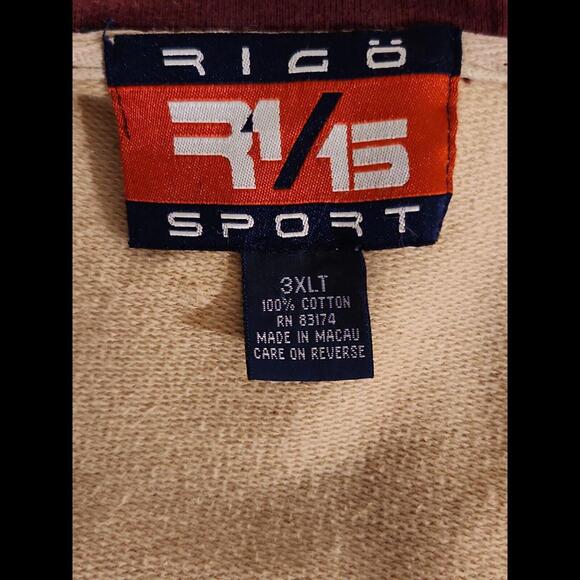 RIGÖ
R1/15
SPORT
3XLT
100% COTTON
RN 83174
MADE IN MACAU
CARE ON REVERSE